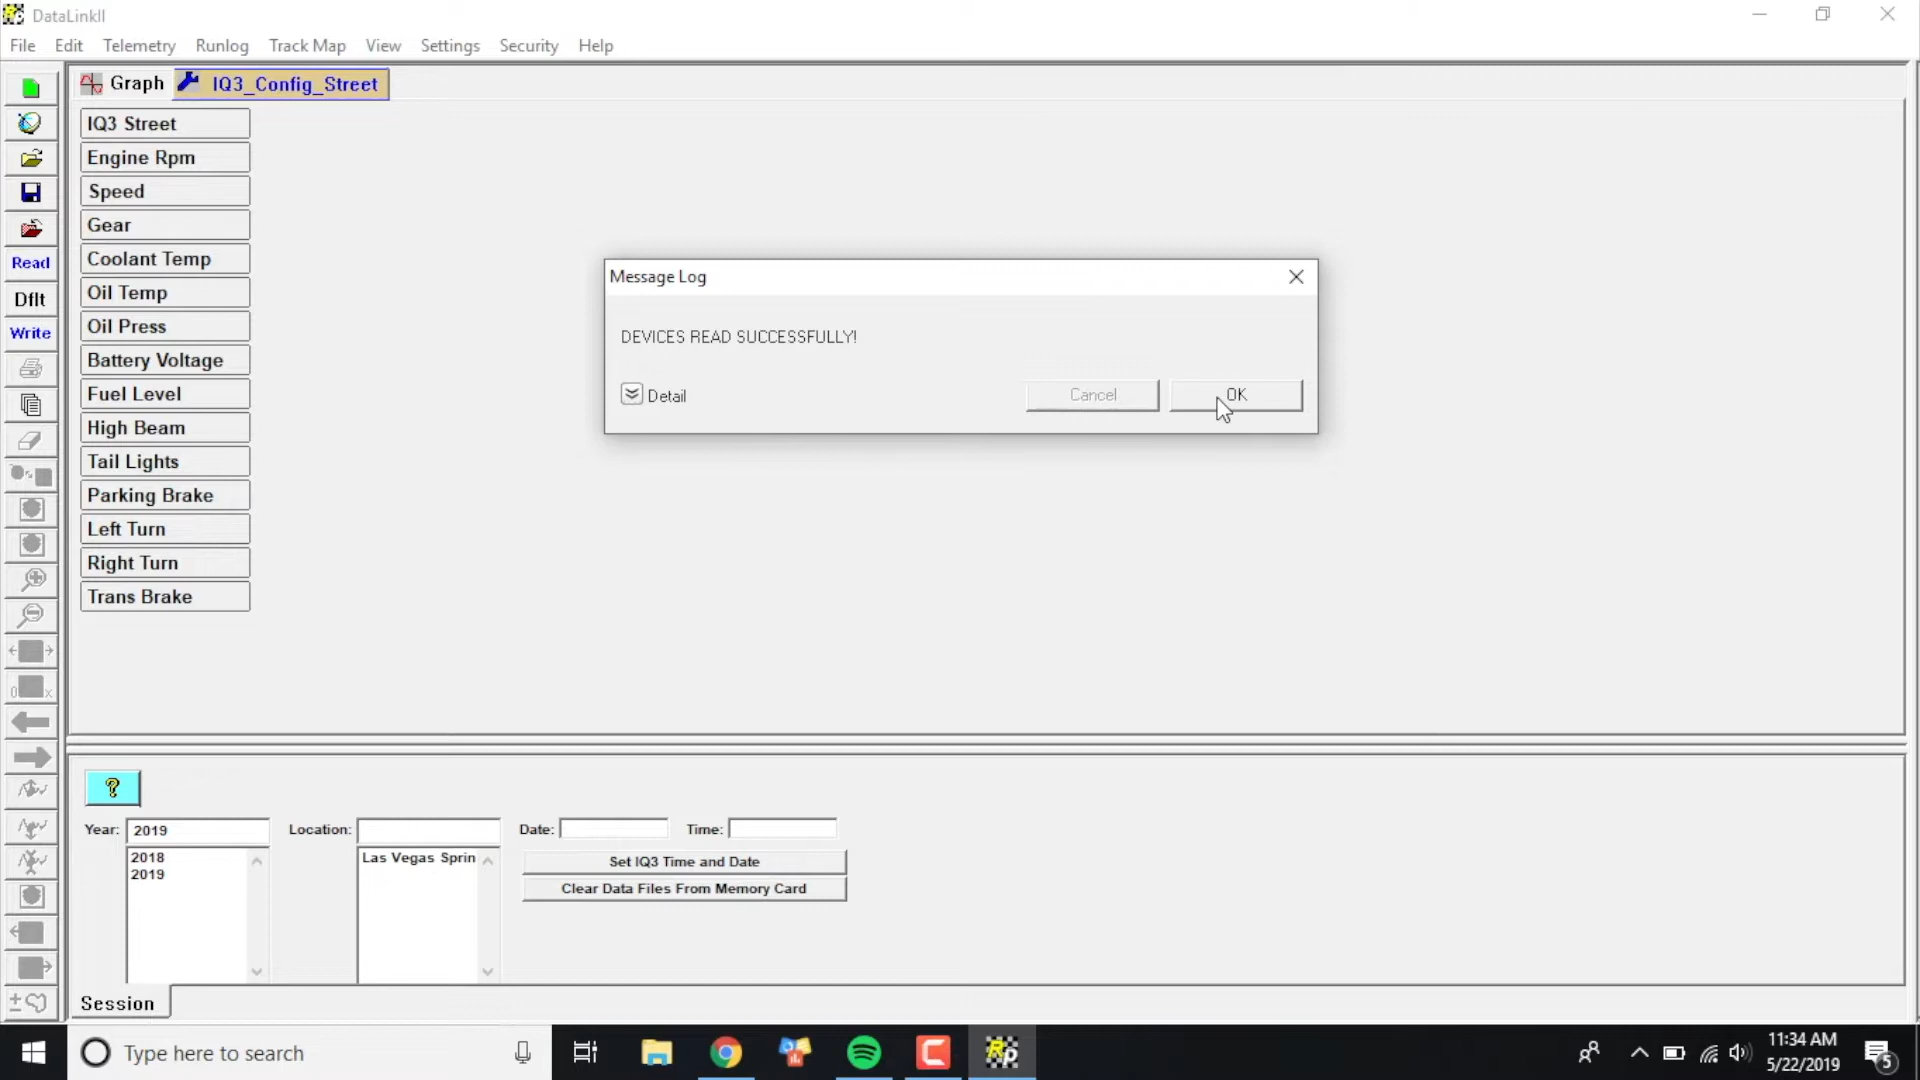 DataLinkII
File Edit Telemetry Runlog Track Map View Settings Security Help
Graph IQ3_Config_Street
IQ3 Street
Engine Rpm
Speed
Gear
Coolant Temp
Oil Temp
Oil Press
Battery Voltage
Fuel Level
High Beam
Tail Lights
Parking Brake
Left Turn
Right Turn
Trans Brake
Read
Dflt
Write
0 x
Message Log
DEVICES READ SUCCESSFULLY!
Detail Cancel OK
?
Year: 2019 Location: Date: Time:
2018
2019
Las Vegas Sprin
Set IQ3 Time and Date
Clear Data Files From Memory Card
Session
Type here to search
11:34 AM
5/22/2019
5